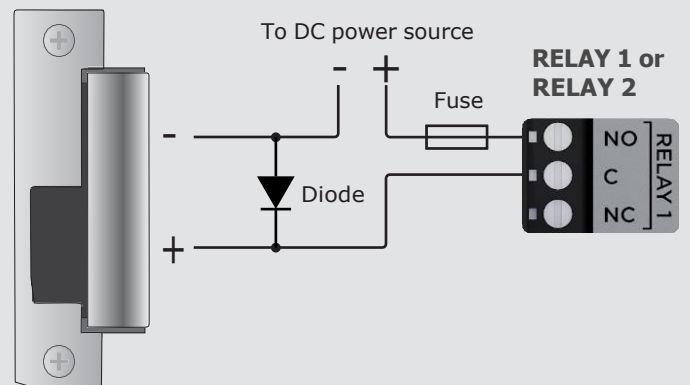 To DC power source
- +
RELAY 1 or
RELAY 2
Fuse
-
NO
C
NC
RELAY 1
Diode
+